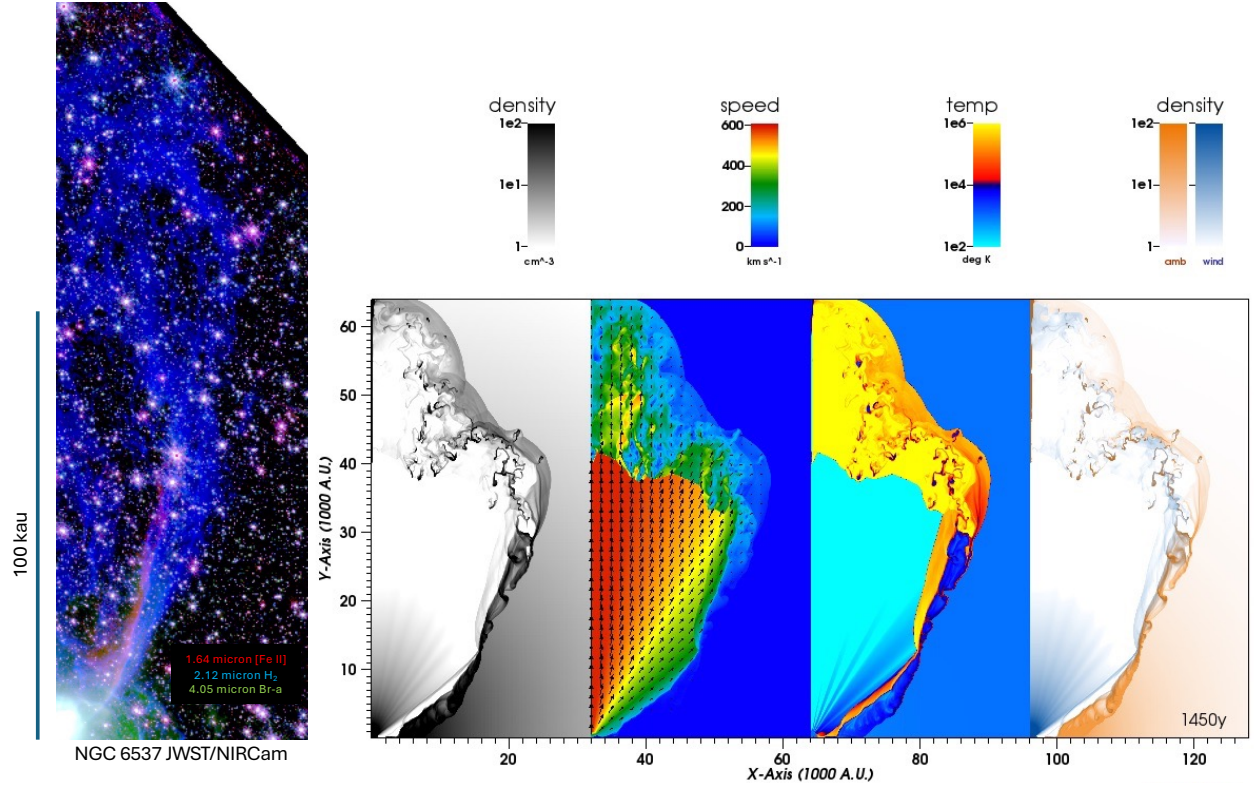 100 kau
1.64 micron [Fe II]
2.12 micron H₂
4.05 micron Br-a
NGC 6537 JWST/NIRCam
density
1e2
1e1
1
cm^-3
speed
600
400
200
0
km s^-1
temp
1e6
1e4
1e2
deg K
density
1e2
1e1
1
amb wind
Y-Axis (1000 A.U.)
60
50
40
30
20
10
1450y
20 40 60 80 100 120
X-Axis (1000 A.U.)